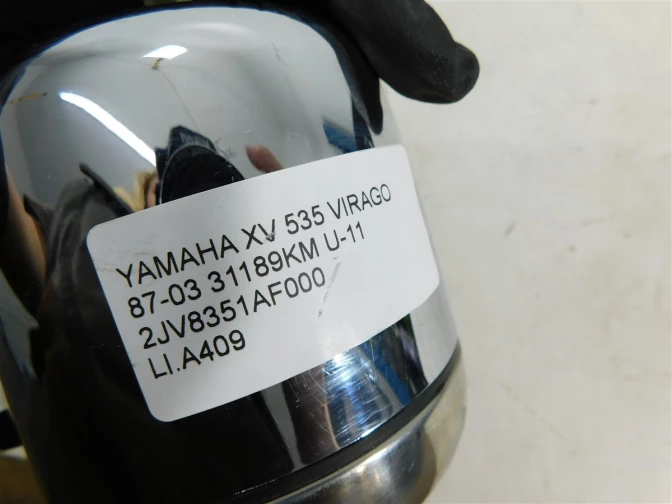 YAMAHA XV 535 VIRAGO
87-03 31189KM U-11
2JV8351AF000
LI.A409